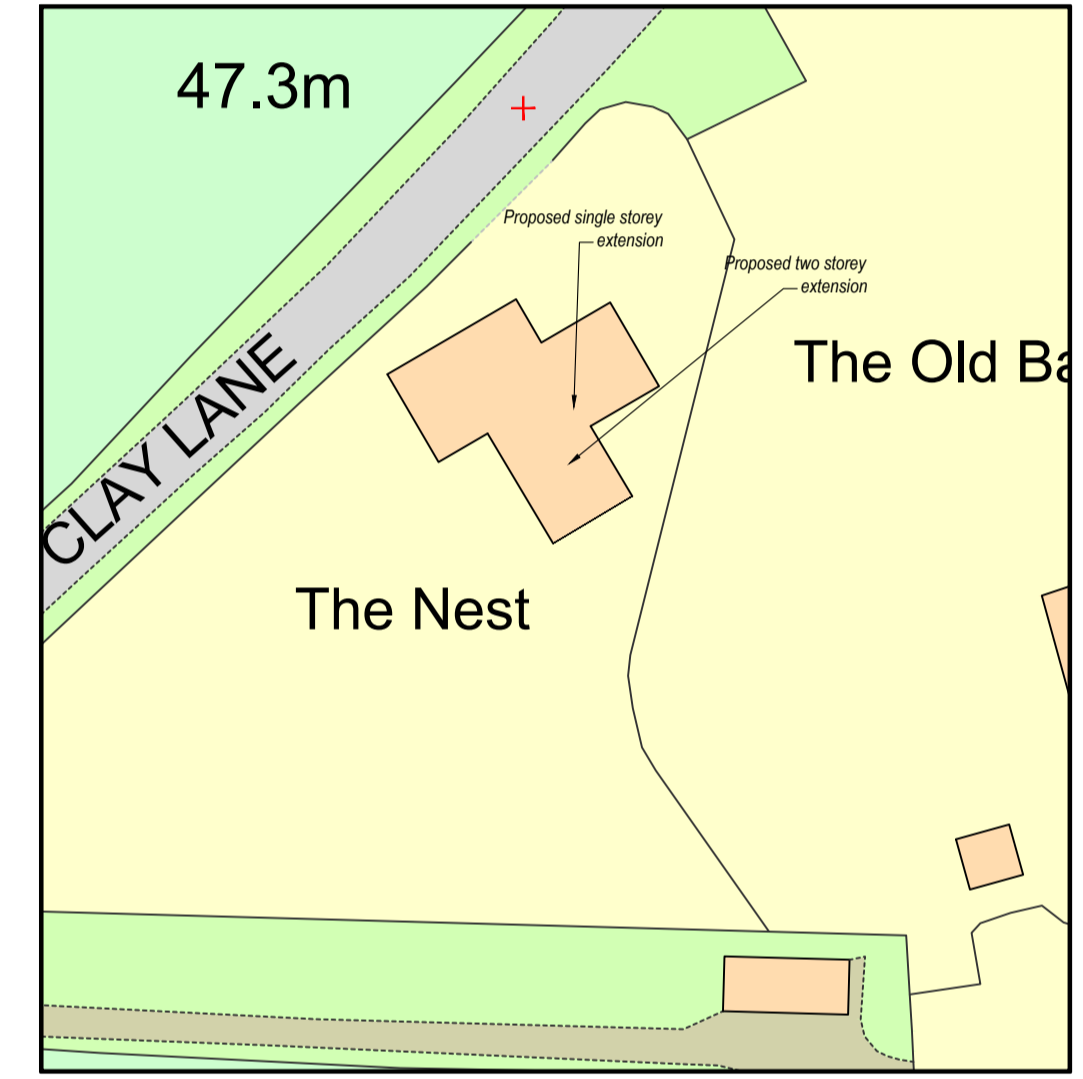 47.3m
Proposed single storey
extension
Proposed two storey
extension
The Old Ba
CLAY LANE
The Nest